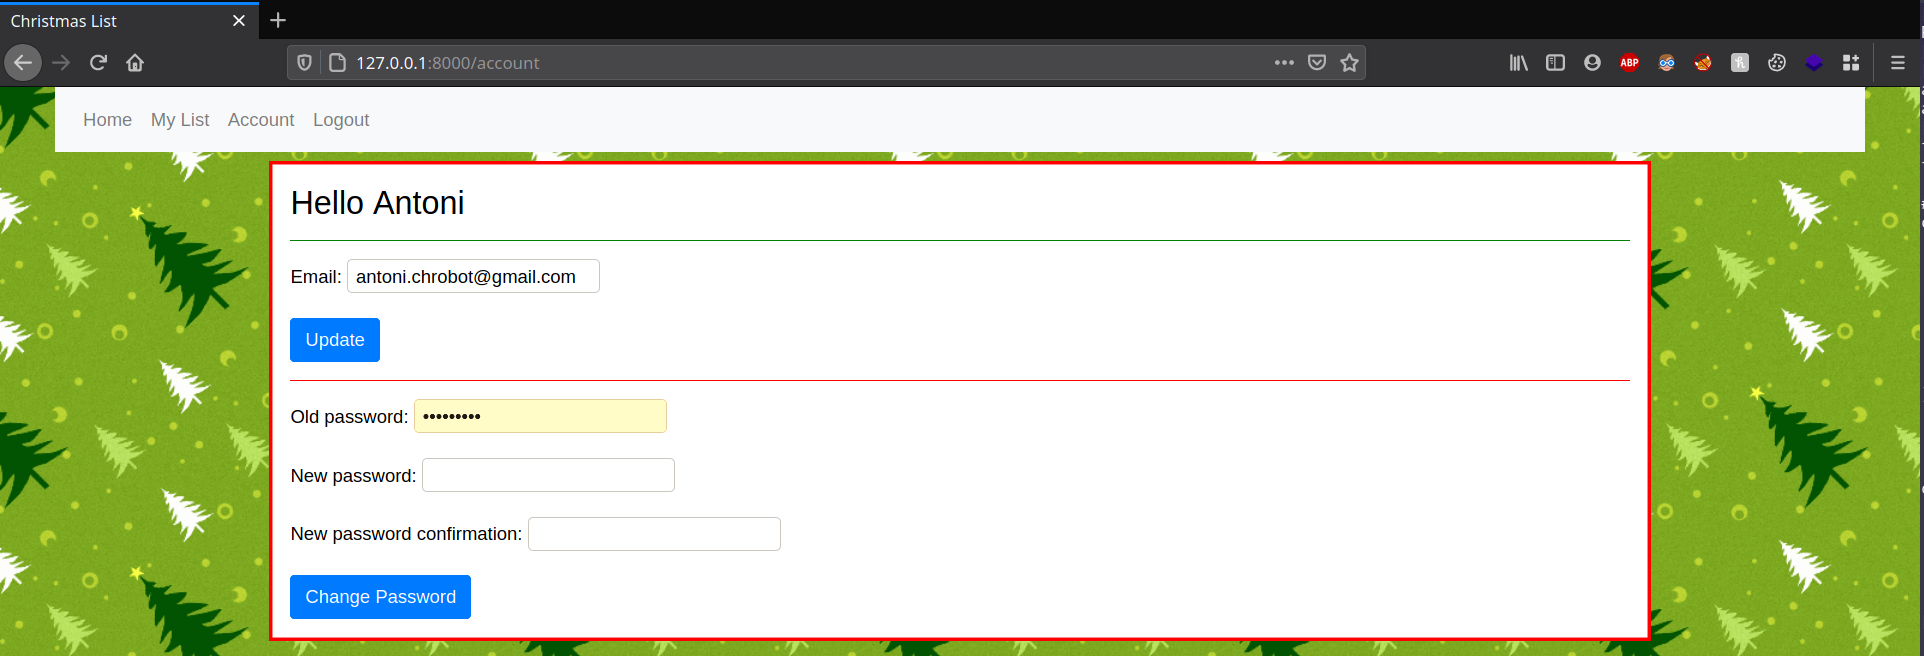 Christmas List
127.0.0.1:8000/account
ABP
Home My List Account Logout
Hello Antoni
Email: antoni.chrobot@gmail.com
Update
Old password: •••••••••
New password:
New password confirmation:
Change Password